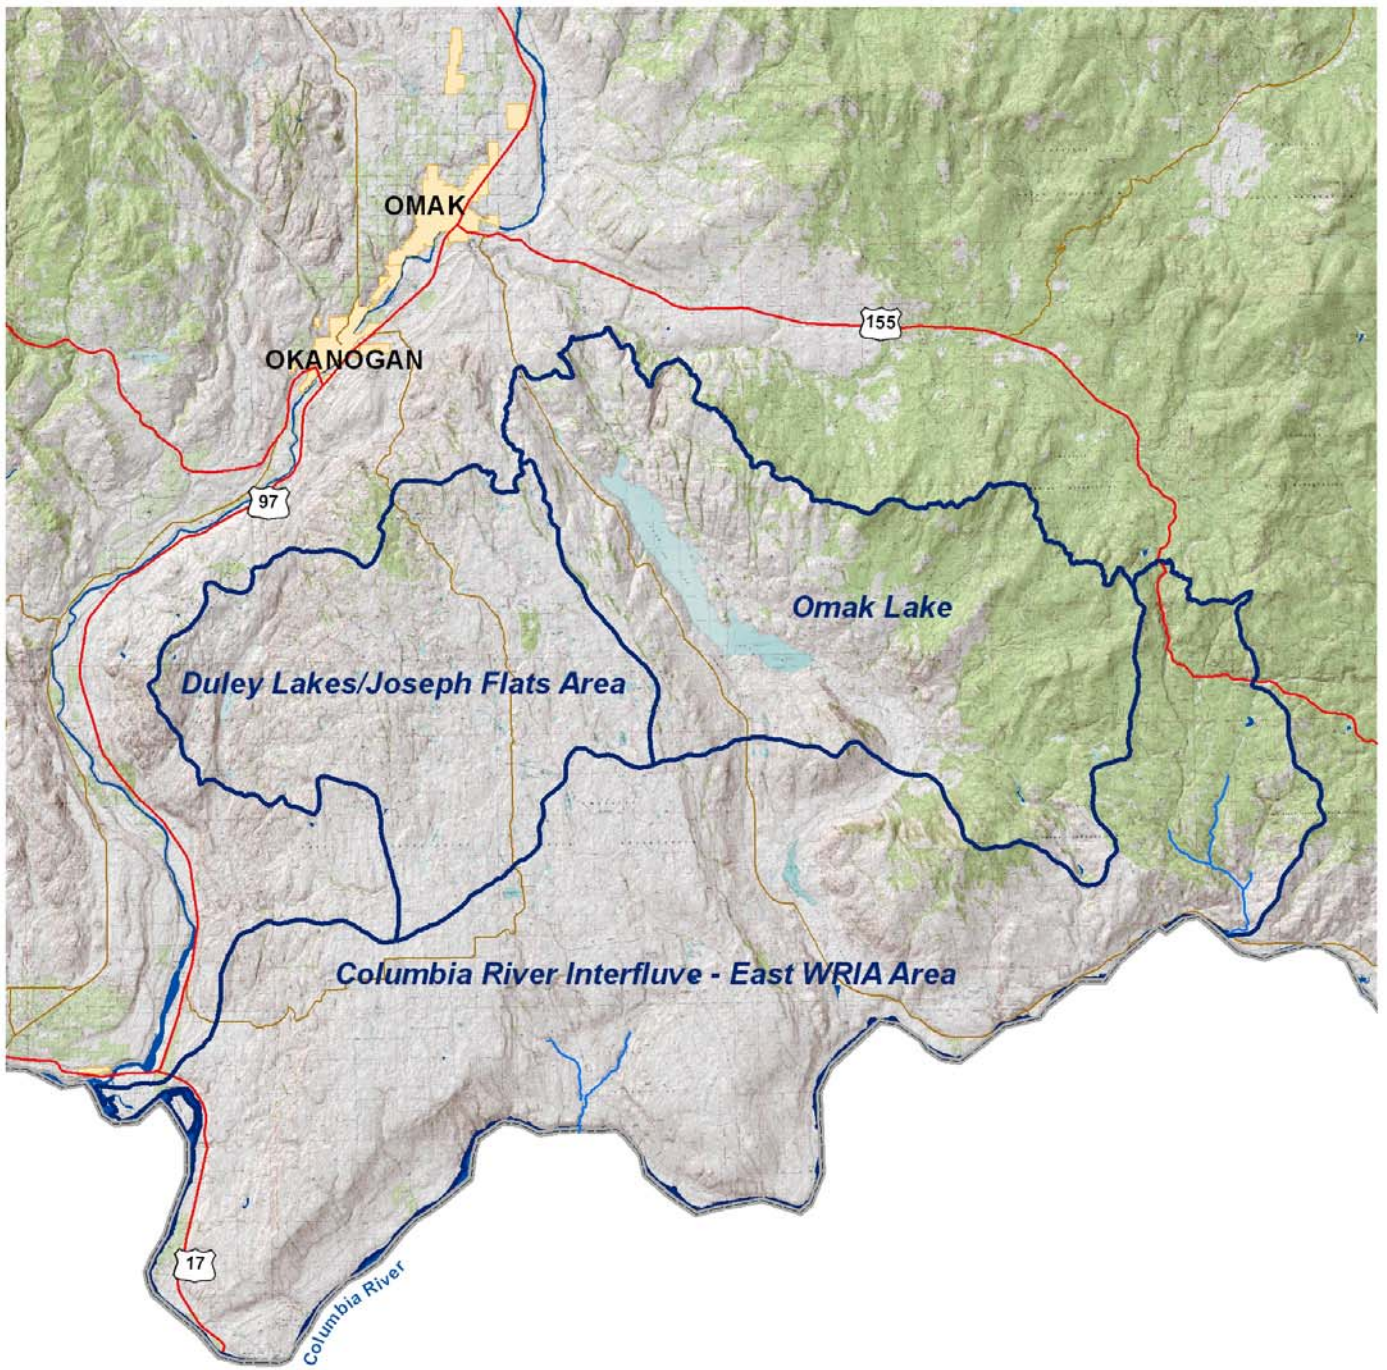 OMAK
155
OKANOGAN
97
Omak Lake
Duley Lakes/Joseph Flats Area
Columbia River Interfluve - East WRIA Area
17
Columbia River